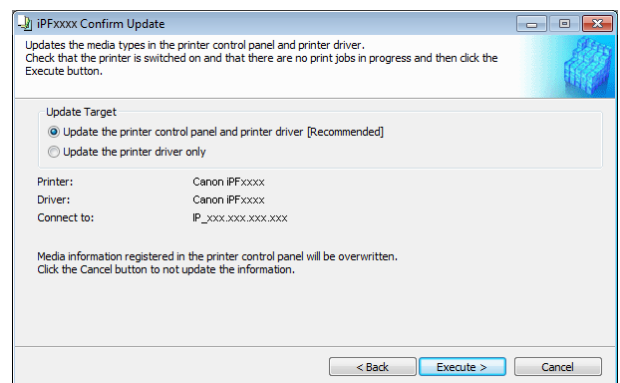 iPFxxxx Confirm Update
Updates the media types in the printer control panel and printer driver.
Check that the printer is switched on and that there are no print jobs in progress and then click the
Execute button.
Update Target
Update the printer control panel and printer driver [Recommended]
Update the printer driver only
Printer: Canon iPFxxxx
Driver: Canon iPFxxxx
Connect to: IP_xxx.xxx.xxx.xxx
Media information registered in the printer control panel will be overwritten.
Click the Cancel button to not update the information.
< Back Execute > Cancel